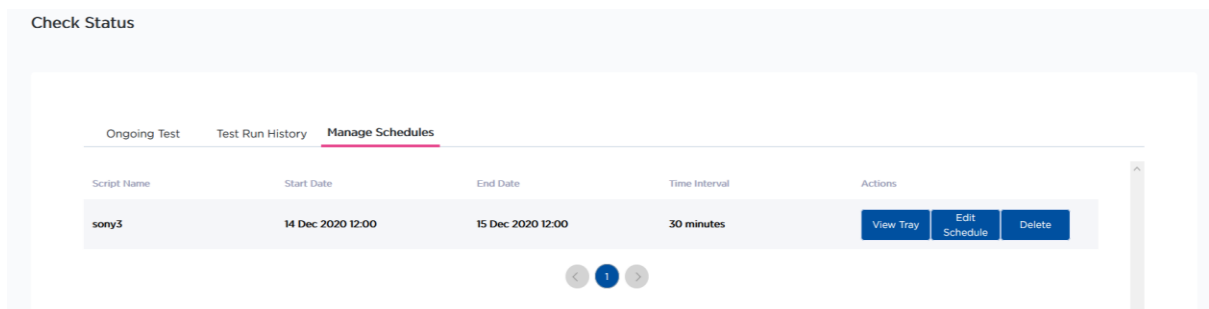 Check Status
Ongoing Test Test Run History Manage Schedules
Script Name Start Date End Date Time Interval Actions
sony3 14 Dec 2020 12:00 15 Dec 2020 12:00 30 minutes View Tray Edit Schedule Delete
< 1 >